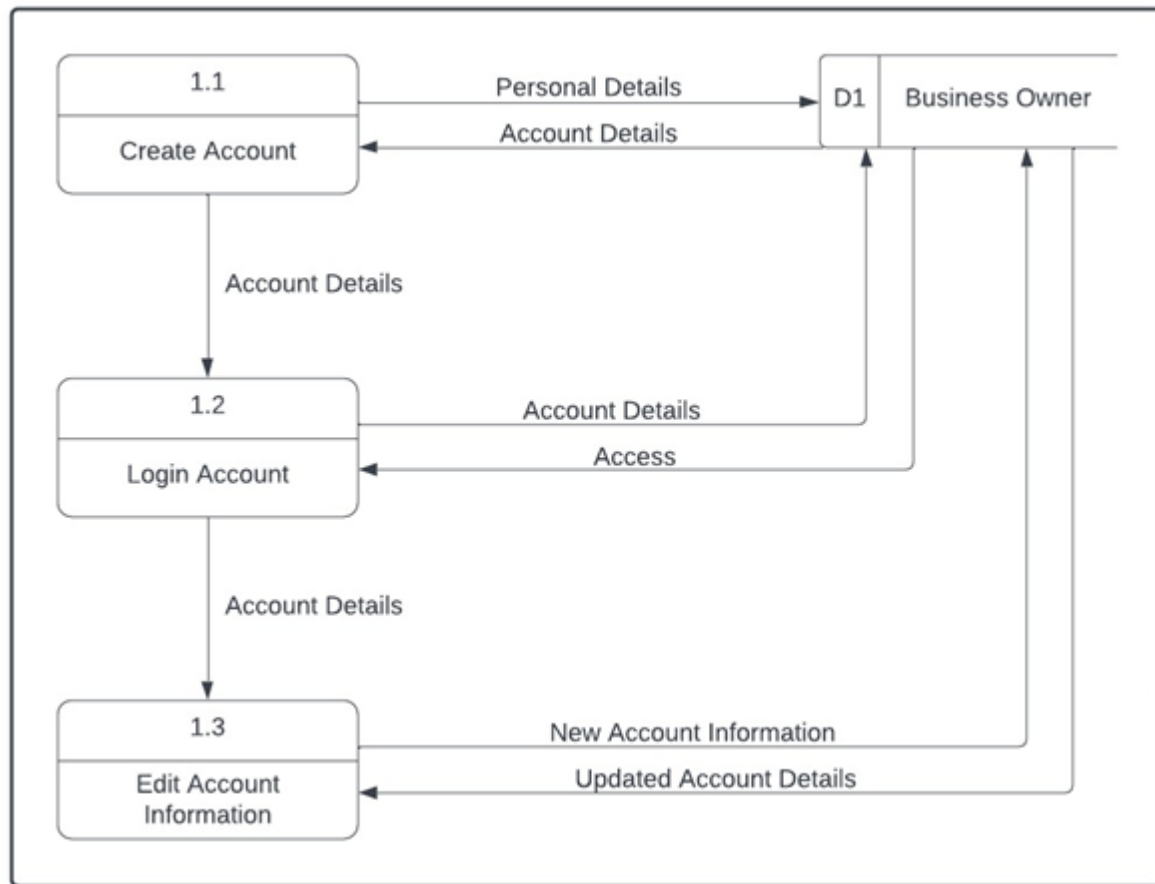 1.1
Create Account
Personal Details
Account Details
D1
Business Owner
Account Details
1.2
Login Account
Account Details
Access
Account Details
1.3
Edit Account
Information
New Account Information
Updated Account Details